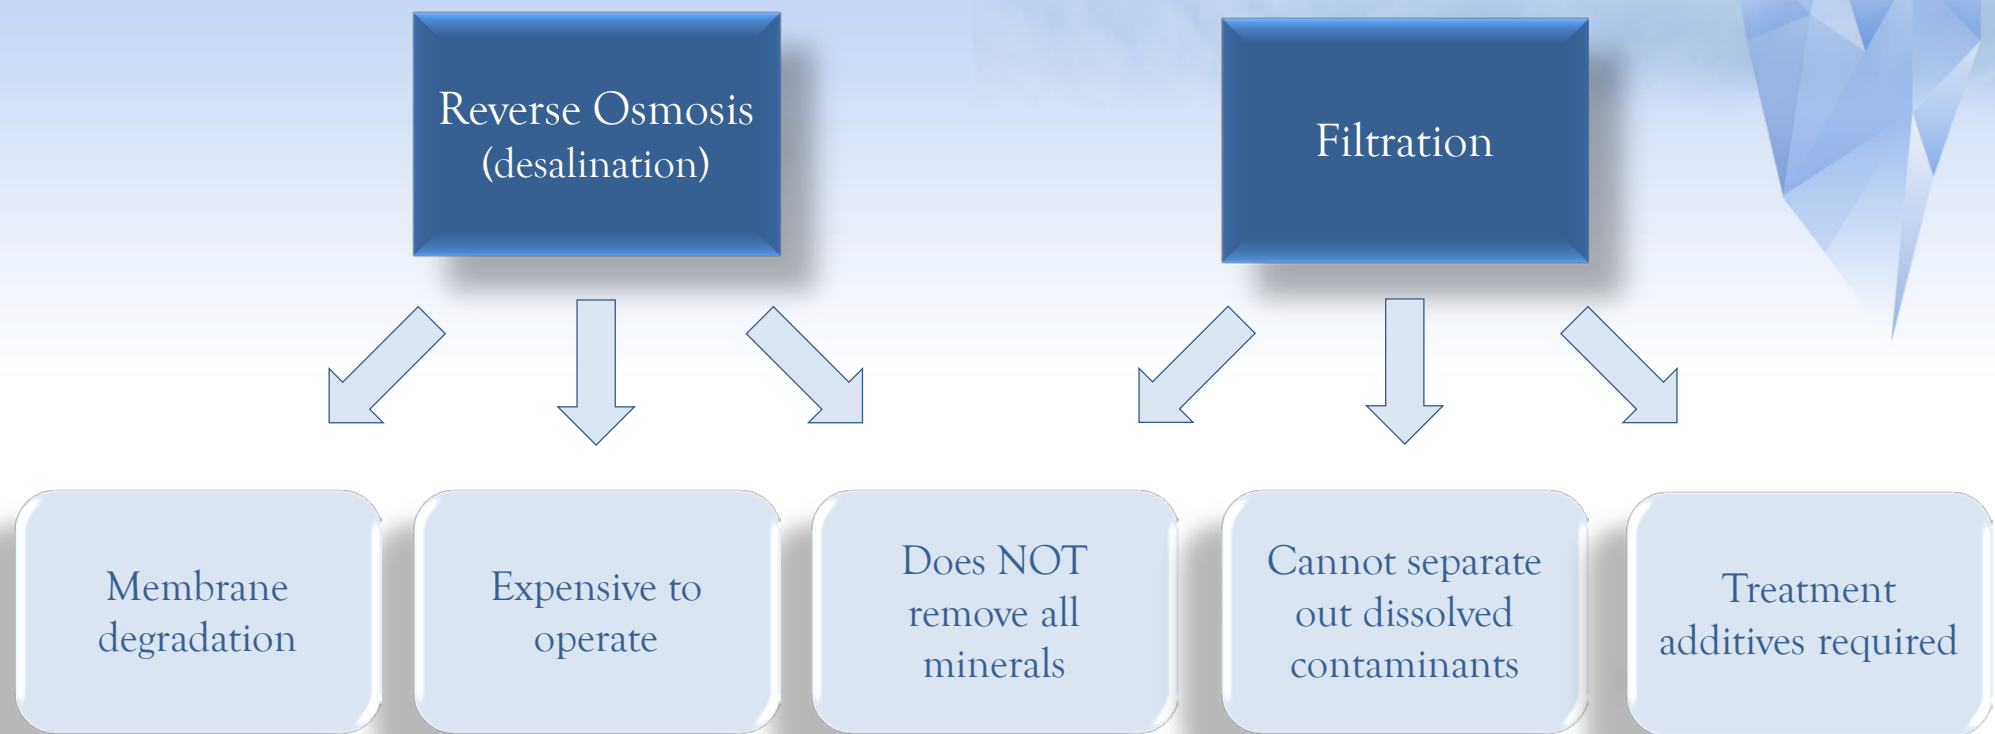 Reverse Osmosis
(desalination)
Filtration
Membrane
degradation
Expensive to
operate
Does NOT
remove all
minerals
Cannot separate
out dissolved
contaminants
Treatment
additives required